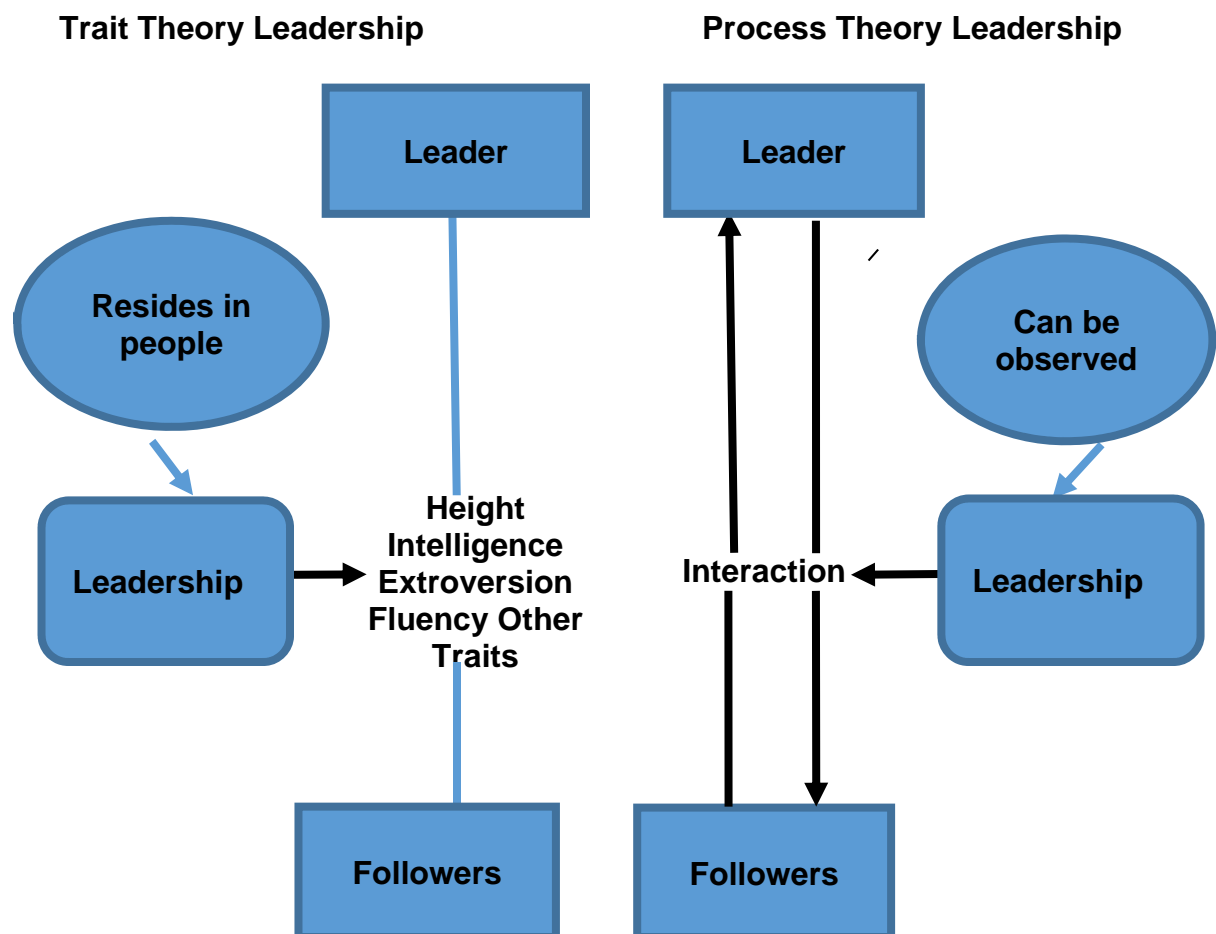 Trait Theory Leadership
Process Theory Leadership
Leader
Leader
Resides in
people
Can be
observed
Height
Intelligence
Extroversion
Fluency Other
Traits
Leadership
Interaction
Leadership
Followers
Followers